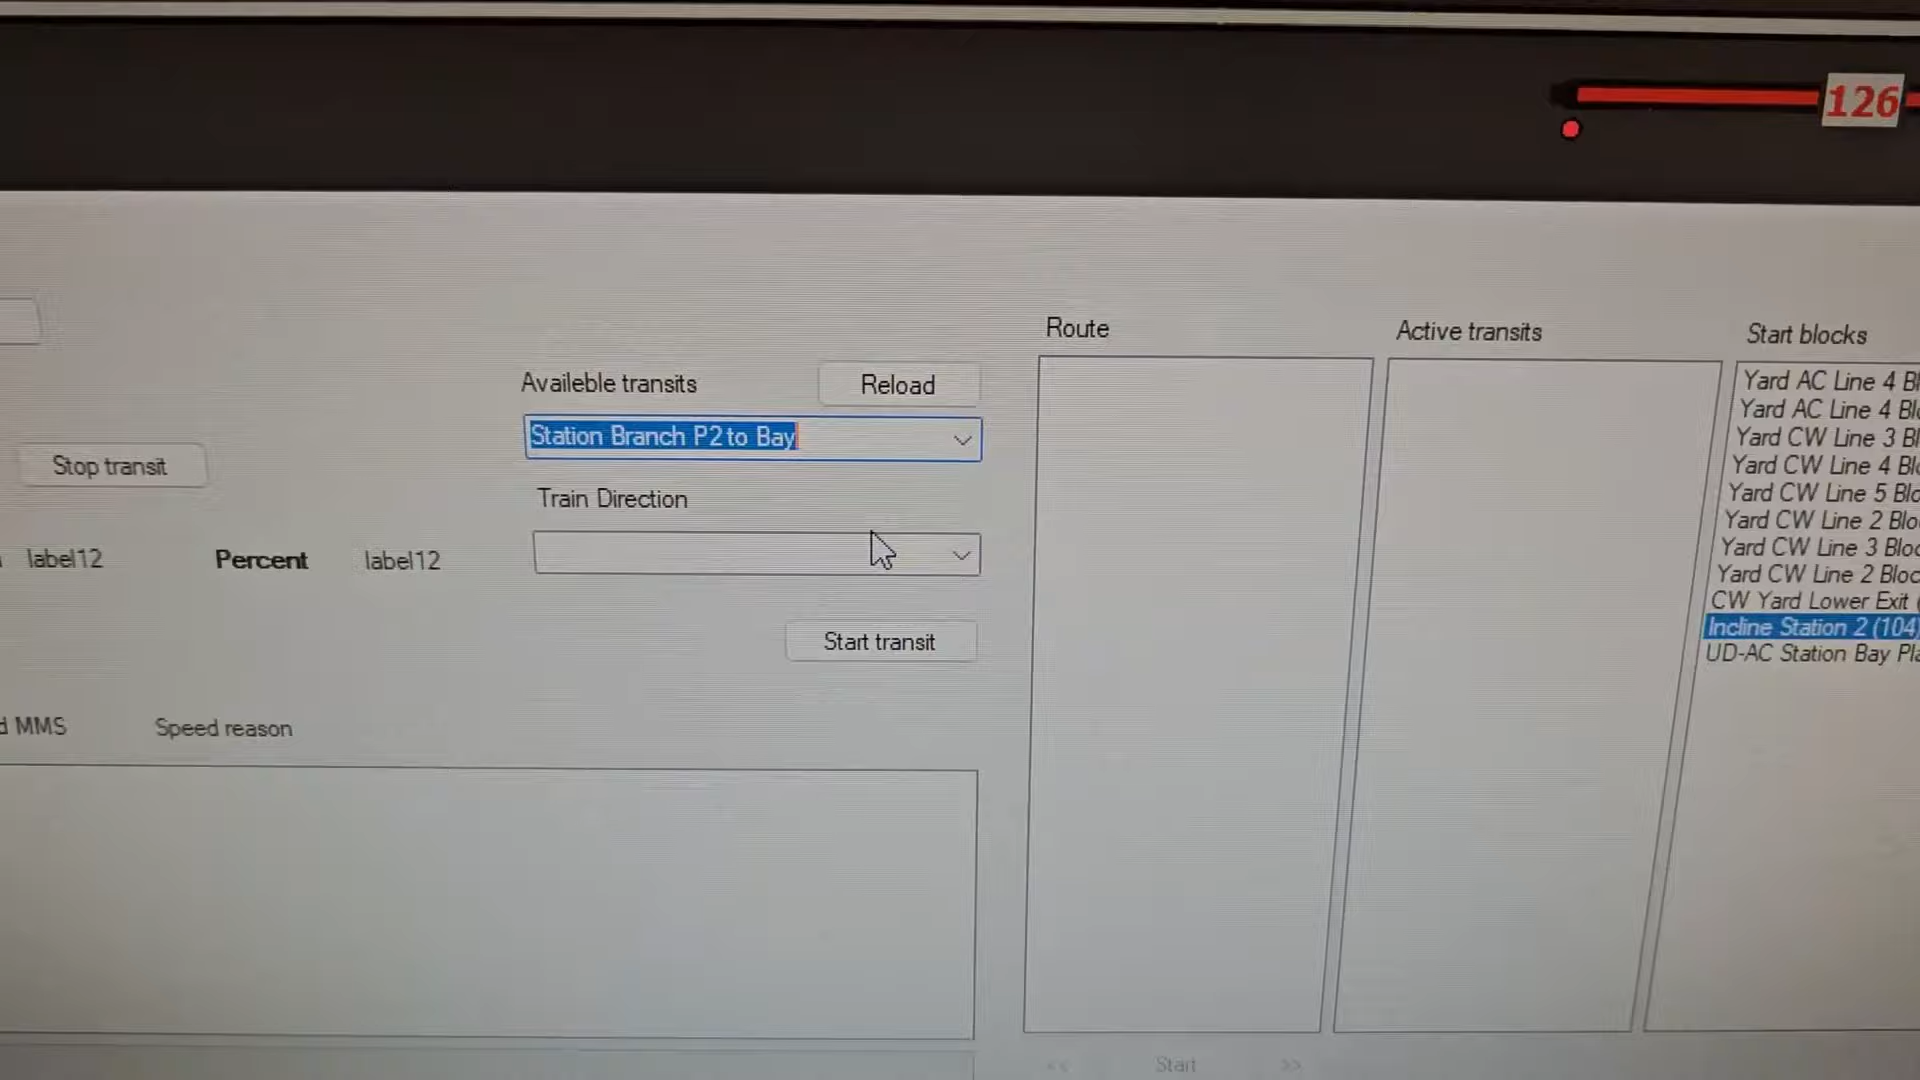 126
Route
Active transits
Start blocks
Availeble transits
Reload
Station Branch P2 to Bay
Stop transit
Train Direction
label12
Percent
label12
Start transit
MMS
Speed reason
Yard AC Line 4
Yard AC Line 4
Yard CW Line 3
Yard CW Line 4
Yard CW Line 5
Yard CW Line 2
Yard CW Line 3
Yard CW Line 2
CW Yard Lower Exit
Incline Station 2 (104)
UD-AC Station Bay
<< Start >>